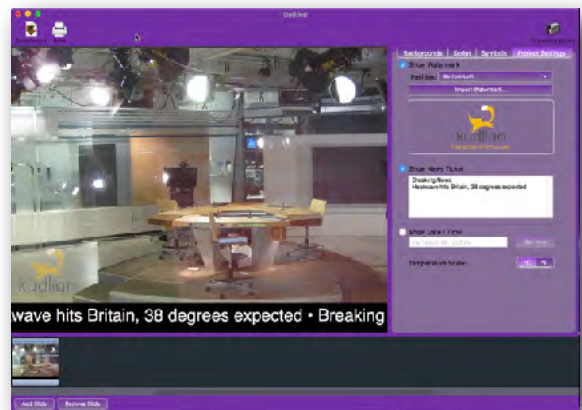 Untitled
Backgrounds Script Symbols Project Settings
Show Watermark
Position: Bottom Left
Import Watermark...
kudlian
Show News Ticker
Breaking News
Heatwave hits Britain, 38 degrees expected
Show Date / Time
Temperature Scale:
kudlian
wave hits Britain, 38 degrees expected • Breaking
Add Slide Remove Slide